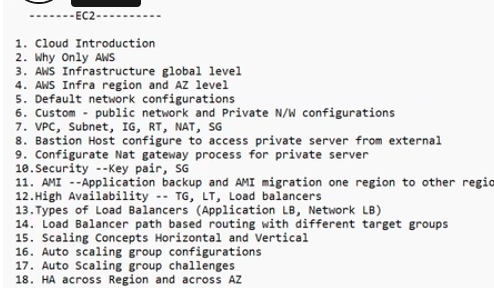 -------EC2----------
1. Cloud Introduction
2. Why Only AWS
3. AWS Infrastructure global level
4. AWS Infra region and AZ level
5. Default network configurations
6. Custom - public network and Private N/W configurations
7. VPC, Subnet, IG, RT, NAT, SG
8. Bastion Host configure to access private server from external
9. Configurate Nat gateway process for private server
10.Security --Key pair, SG
11. AMI --Application backup and AMI migration one region to other regio
12.High Availability -- TG, LT, Load balancers
13.Types of Load Balancers (Application LB, Network LB)
14. Load Balancer path based routing with different target groups
15. Scaling Concepts Horizontal and Vertical
16. Auto scaling group configurations
17. Auto Scaling group challenges
18. HA across Region and across AZ